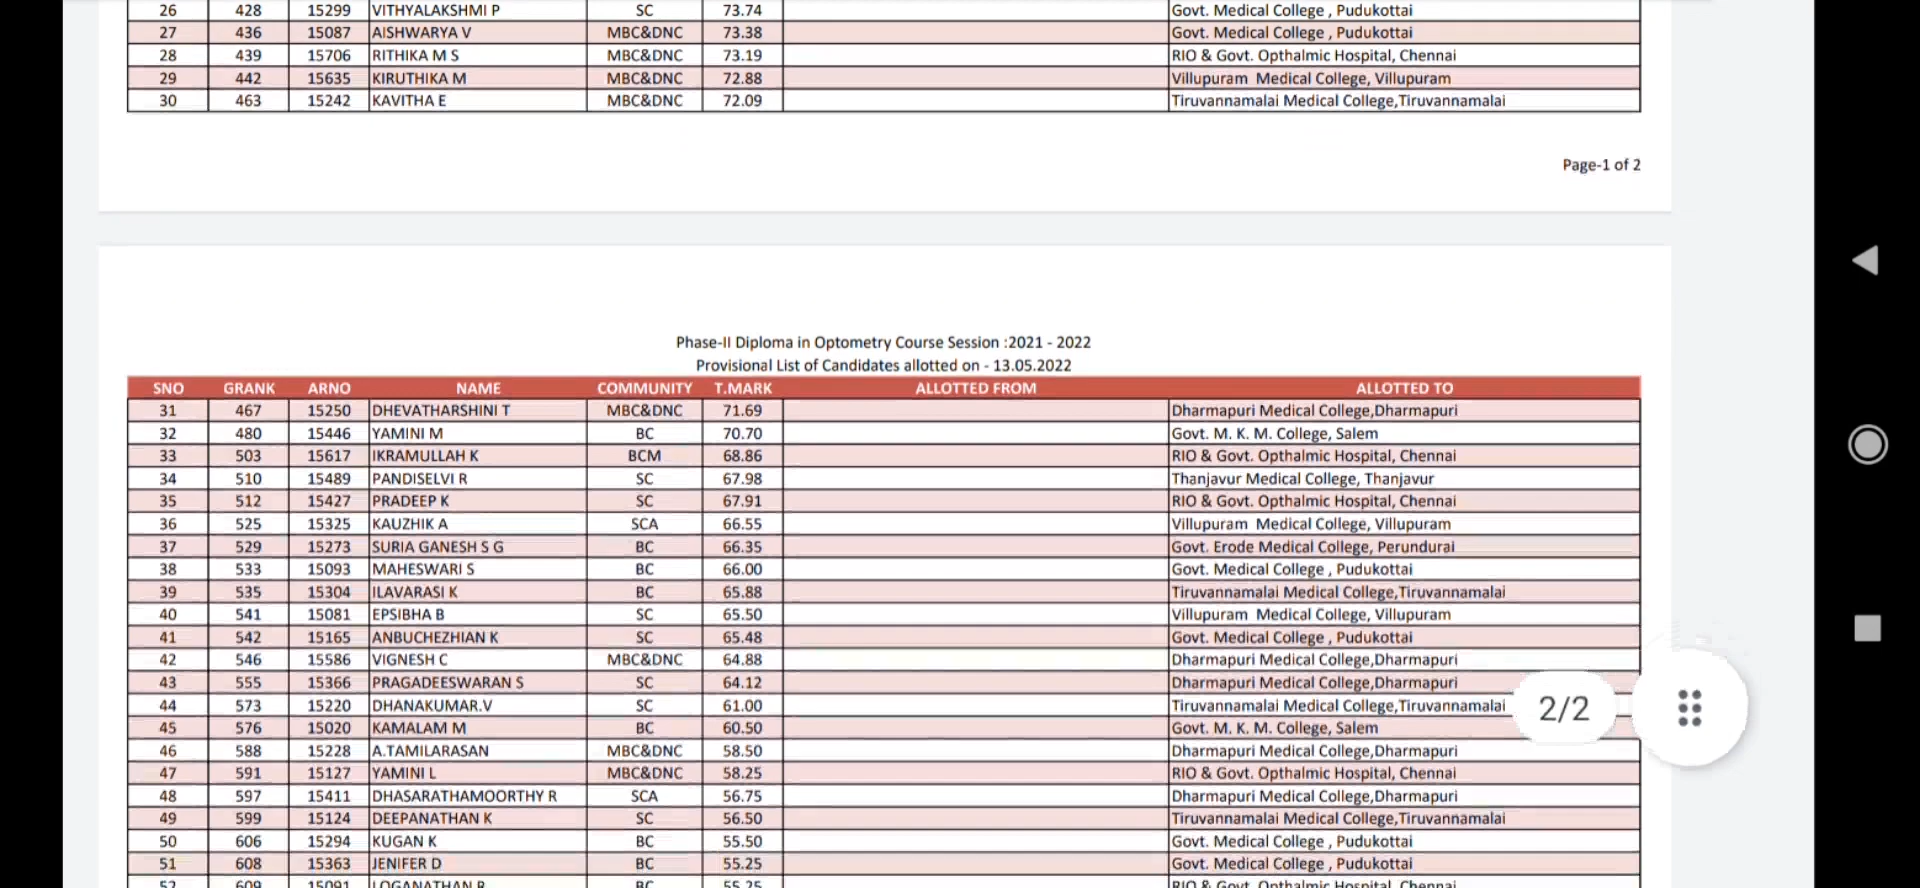 26 428 15299 VITHYALAKSHMI P SC 73.74 Govt. Medical College , Pudukottai
27 436 15087 AISHWARYA V MBC&DNC 73.38 Govt. Medical College , Pudukottai
28 439 15706 RITHIKA M S MBC&DNC 73.19 RIO & Govt. Opthalmic Hospital, Chennai
29 442 15635 KIRUTHIKA M MBC&DNC 72.88 Villupuram  Medical College, Villupuram
30 463 15242 KAVITHA E MBC&DNC 72.09 Tiruvannamalai Medical College,Tiruvannamalai
Page-1 of 2
Phase-II Diploma in Optometry Course Session :2021 - 2022
Provisional List of Candidates allotted on - 13.05.2022
SNO GRANK ARNO NAME COMMUNITY T.MARK ALLOTTED FROM ALLOTTED TO
31 467 15250 DHEVATHARSHINI T MBC&DNC 71.69 Dharmapuri Medical College,Dharmapuri
32 480 15446 YAMINI M BC 70.70 Govt. M. K. M. College, Salem
33 503 15617 IKRAMULLAH K BCM 68.86 RIO & Govt. Opthalmic Hospital, Chennai
34 510 15489 PANDISELVI R SC 67.98 Thanjavur Medical College, Thanjavur
35 512 15427 PRADEEP K SC 67.91 RIO & Govt. Opthalmic Hospital, Chennai
36 525 15325 KAUZHIK A SCA 66.55 Villupuram  Medical College, Villupuram
37 529 15273 SURIA GANESH S G BC 66.35 Govt. Erode Medical College, Perundurai
38 533 15093 MAHESWARI S BC 66.00 Govt. Medical College , Pudukottai
39 535 15304 ILAVARASI K BC 65.88 Tiruvannamalai Medical College,Tiruvannamalai
40 541 15081 EPSIBHA B SC 65.50 Villupuram  Medical College, Villupuram
41 542 15165 ANBUCHEZHIAN K SC 65.48 Govt. Medical College , Pudukottai
42 546 15586 VIGNESH C MBC&DNC 64.88 Dharmapuri Medical College,Dharmapuri
43 555 15366 PRAGADEESWARAN S SC 64.12 Dharmapuri Medical College,Dharmapuri
44 573 15220 DHANAKUMAR.V SC 61.00 Tiruvannamalai Medical College,Tiruvannamalai
2/2
45 576 15020 KAMALAM M BC 60.50 Govt. M. K. M. College, Salem
46 588 15228 A.TAMILARASAN MBC&DNC 58.50 Dharmapuri Medical College,Dharmapuri
47 591 15127 YAMINI L MBC&DNC 58.25 RIO & Govt. Opthalmic Hospital, Chennai
48 597 15411 DHASARATHAMOORTHY R SCA 56.75 Dharmapuri Medical College,Dharmapuri
49 599 15124 DEEPANATHAN K SC 56.50 Tiruvannamalai Medical College,Tiruvannamalai
50 606 15294 KUGAN K BC 55.50 Govt. Medical College , Pudukottai
51 608 15363 JENIFER D BC 55.25 Govt. Medical College , Pudukottai
52 609 15091 LOGANATHAN BC 55.25 RIO & Govt. Opthalmic Hospital, Chennai